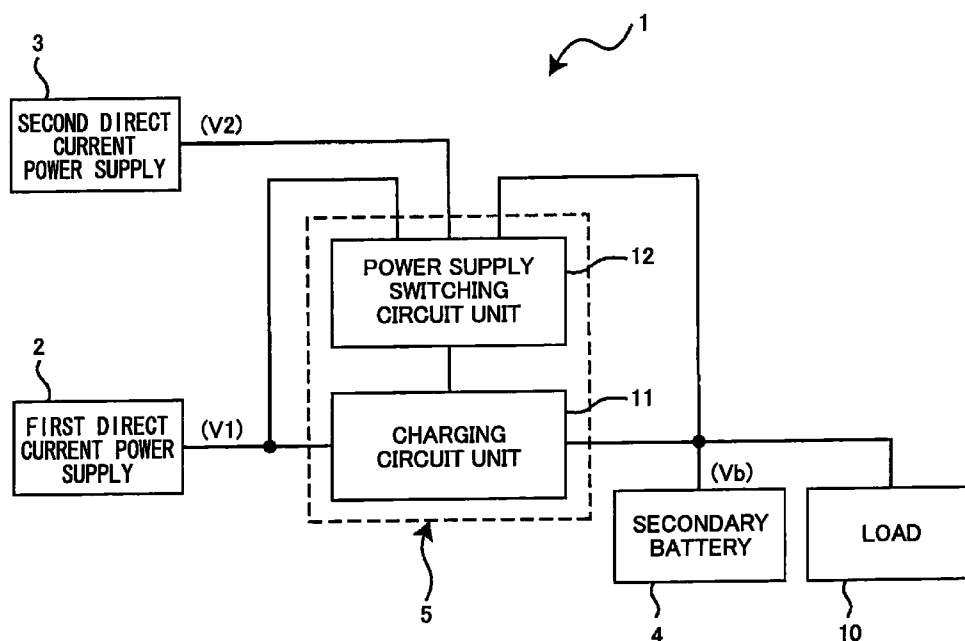 1
3
SECOND DIRECT
CURRENT
POWER SUPPLY
(V2)
12
POWER SUPPLY
SWITCHING
CIRCUIT UNIT
2
FIRST DIRECT
CURRENT POWER
SUPPLY
(V1)
11
CHARGING
CIRCUIT UNIT
(Vb)
SECONDARY
BATTERY
LOAD
5
4
10